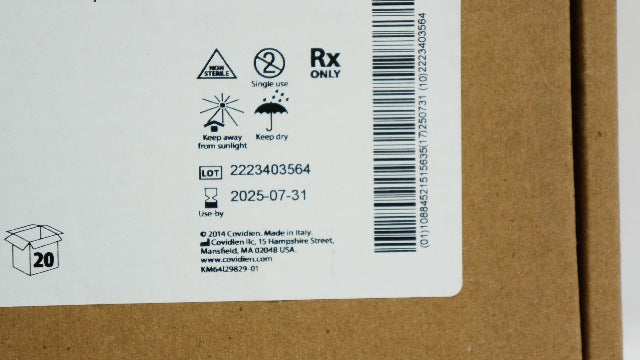 NON
STERILE
2
Single use
Rx
ONLY
Keep away
from sunlight
Keep dry
LOT 2223403564
2025-07-31
Use-by
© 2014 Covidien. Made in Italy.
Covidien llc, 15 Hampshire Street,
Mansfield, MA 02048 USA.
www.covidien.com
KM64I29829-01
20
(01)10884521515635(17)250731 (10)2223403564